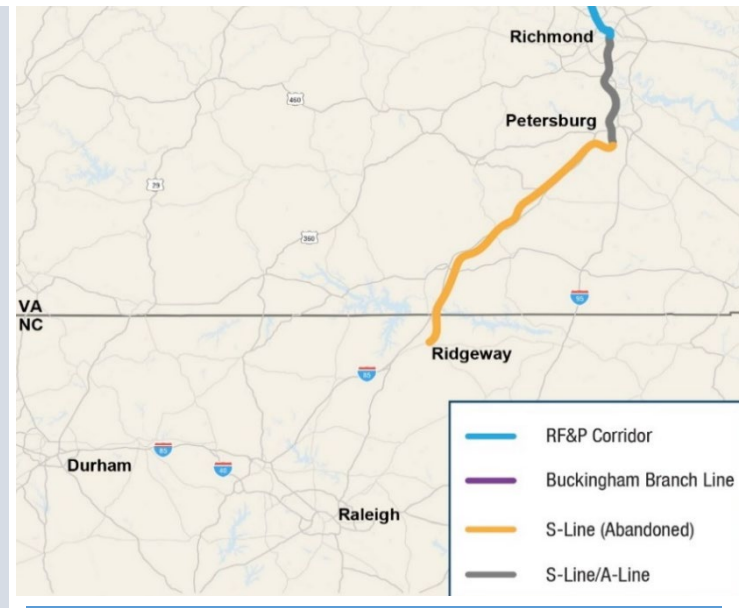 Richmond
460
Petersburg
29
360
95
VA
NC
Ridgeway
85
85
Durham
Raleigh
RF&P Corridor
Buckingham Branch Line
S-Line (Abandoned)
S-Line/A-Line